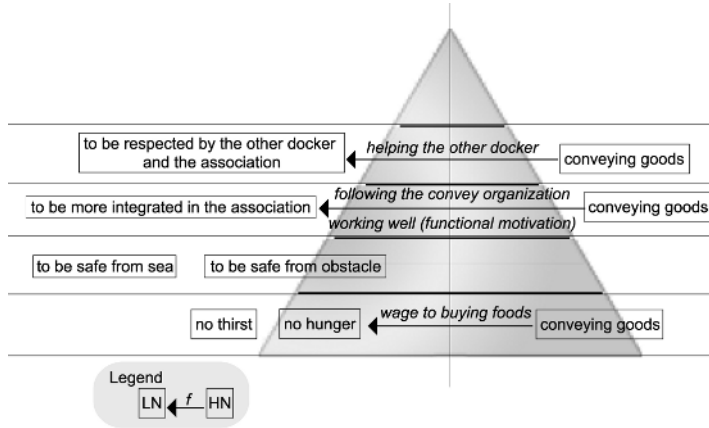 to be respected by the other docker
and the association
helping the other docker
conveying goods
to be more integrated in the association
following the convey organization
working well (functional motivation)
conveying goods
to be safe from sea
to be safe from obstacle
no thirst
no hunger
wage to buying foods
conveying goods
Legend
LN
f
HN